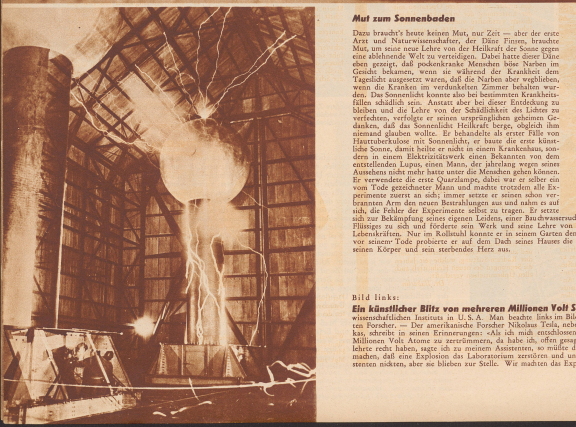 Mut zum Sonnenbaden
Dazu braucht's heute keinen Mut, nur Zeit — aber der erste
Arzt und Naturwissenschafter, der Däne Finsen, brauchte
Mut, um seine neue Lehre von der Heilkraft der Sonne gegen
eine ablehnende Welt zu verteidigen. Dabei hatte dieser Däne
eben gezeigt, daß pockenkranke Menschen böse Narben im
Gesicht bekamen, wenn sie während der Krankheit dem
Tageslicht ausgesetzt waren, daß die Narben aber wegblieben,
wenn die Kranken im verdunkelten Zimmer behalten wur-
den. Das Sonnenlicht konnte also bei bestimmten Krankheits-
fällen schädlich sein. Anstatt aber bei dieser Entdeckung zu
bleiben und die Lehre von der Schädlichkeit des Lichtes zu
verfechten, verfolgte er seinen ursprünglichen geheimen Ge-
danken, daß das Sonnenlicht Heilkraft berge, obgleich ihm
niemand glauben wollte. Er behandelte als erster Fälle von
Hauttuberkulose mit Sonnenlicht, er baute die erste künst-
liche Sonne, damit heilte er nicht in einem Krankenhaus, son-
dern in einem Elektrizitätswerk einen Bekannten von dem
entstellenden Lupus, einen Mann, der jahrelang wegen seines
Aussehens nicht mehr hatte unter die Menschen gehen können.
Er verwendete die erste Quarzlampe, dabei war er selber ein
vom Tode gezeichneter Mann und machte trotzdem alle Ex-
perimente zuerst an sich; immer setzte er seinen schon ver-
brannten Arm den neuen Bestrahlungen aus und nahm es auf
sich, die Fehler der Experimente selbst zu tragen. Er setzte
sich zur Bekämpfung seines eigenen Leidens, einer Bauchwassersucht
Flüssiges zu sich und förderte sein Werk und seine Lehre von
Lebenskräften. Nur im Rollstuhl konnte er in seinem Garten den
vor seinem Tode probierte er auf dem Dach seines Hauses die
seinen Körper und sein sterbendes Herz aus.
Bild links:
Ein künstlicher Blitz von mehreren Millionen Volt S
wissenschaftlichen Instituts in U. S. A. Man beachte links im Bild
ten Forscher. — Der amerikanische Forscher Nikolaus Tesla, neben
kas, schreibt in seinen Erinnerungen: «Als ich mich entschlossen
Millionen Volt Atome zu zertrümmern, da habe ich, offen gesagt
lehrte recht haben, sagte ich zu meinem Assistenten, so müßte
machen, daß eine Explosion das Laboratorium zerstören und uns
stenten nickten, aber sie blieben zur Stelle. Wir machten das Exp